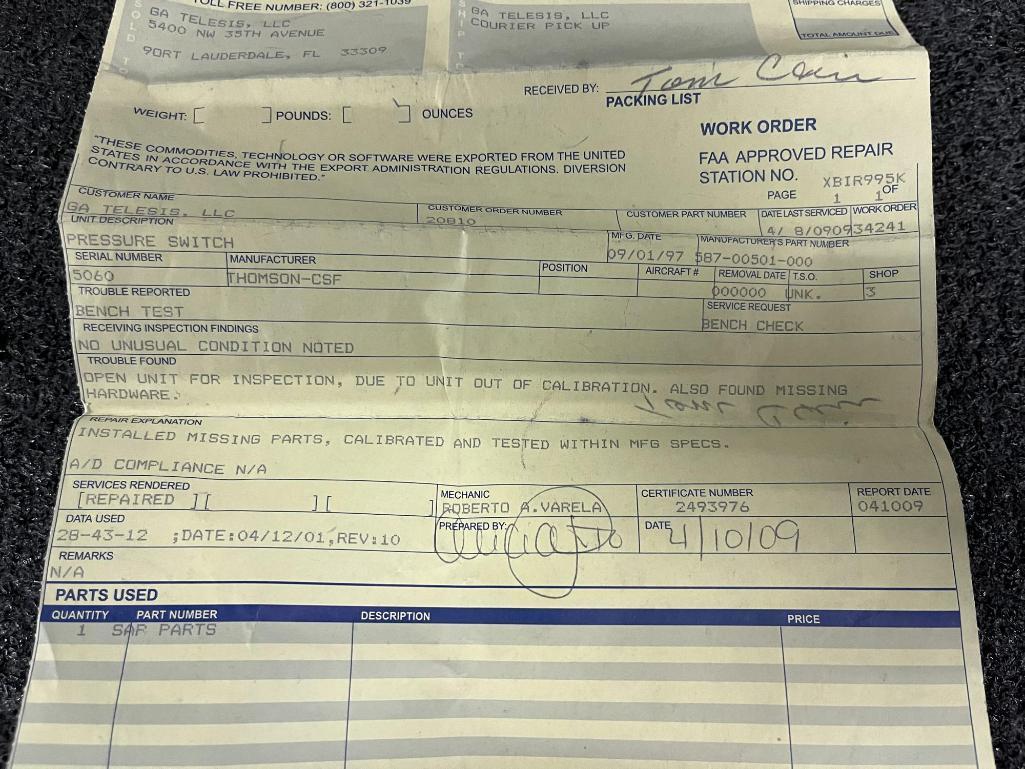 TOLL FREE NUMBER: (800) 321-1039
SOLD TO
GA TELESIS, LLC
5400 NW 35TH AVENUE
90RT LAUDERDALE, FL 33309
SHIP TO
GA TELESIS, LLC
COURIER PICK UP
SHIPPING CHARGES
TOTAL AMOUNT DUE
RECEIVED BY: Tom
PACKING LIST
WEIGHT: [ ] POUNDS: [ ] OUNCES
WORK ORDER
"THESE COMMODITIES, TECHNOLOGY OR SOFTWARE WERE EXPORTED FROM THE UNITED
STATES IN ACCORDANCE WITH THE EXPORT ADMINISTRATION REGULATIONS. DIVERSION
CONTRARY TO U.S. LAW PROHIBITED."
FAA APPROVED REPAIR
STATION NO. XBIR995K
PAGE 1 OF 1
CUSTOMER NAME
GA TELESIS, LLC
CUSTOMER ORDER NUMBER
20810
CUSTOMER PART NUMBER
DATE LAST SERVICED
4/ 8/0909
WORK ORDER
34241
UNIT DESCRIPTION
PRESSURE SWITCH
MFG. DATE
09/01/97
MANUFACTURER'S PART NUMBER
587-00501-000
SERIAL NUMBER
5060
MANUFACTURER
THOMSON-CSF
POSITION
AIRCRAFT #
REMOVAL DATE
000000
T.S.O.
UNK.
SHOP
3
TROUBLE REPORTED
BENCH TEST
SERVICE REQUEST
BENCH CHECK
RECEIVING INSPECTION FINDINGS
NO UNUSUAL CONDITION NOTED
TROUBLE FOUND
OPEN UNIT FOR INSPECTION, DUE TO UNIT OUT OF CALIBRATION. ALSO FOUND MISSING
HARDWARE.
Tom
REPAIR EXPLANATION
INSTALLED MISSING PARTS, CALIBRATED AND TESTED WITHIN MFG SPECS.
A/D COMPLIANCE N/A
SERVICES RENDERED
[REPAIRED ][ ][ ]
MECHANIC
ROBERTO A.VARELA
CERTIFICATE NUMBER
2493976
REPORT DATE
041009
DATA USED
28-43-12 ;DATE:04/12/01,REV:10
PREPARED BY:
DATE 4/10/09
REMARKS
N/A
PARTS USED
QUANTITY PART NUMBER DESCRIPTION PRICE
1 SAP PARTS